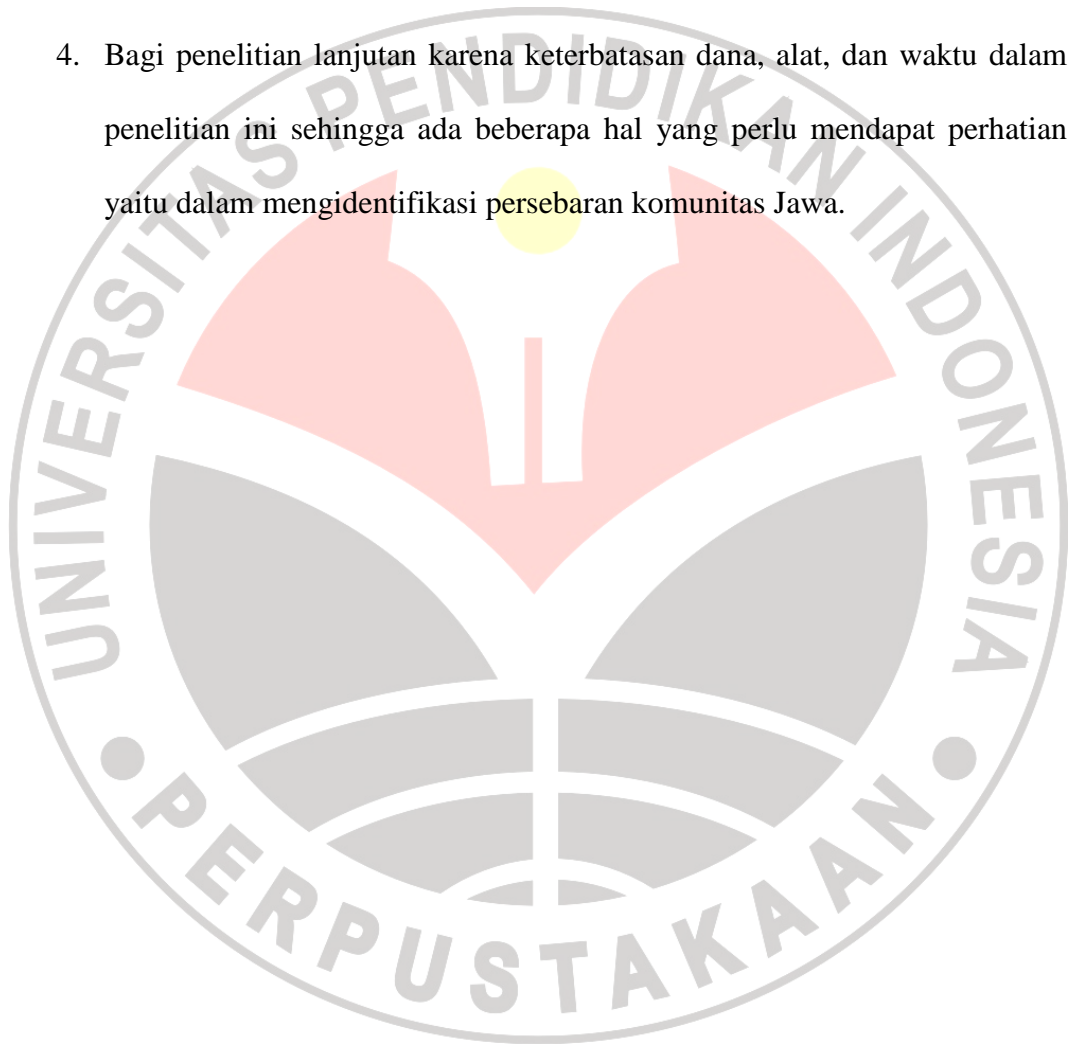 4. Bagi penelitian lanjutan karena keterbatasan dana, alat, dan waktu dalam
penelitian ini sehingga ada beberapa hal yang perlu mendapat perhatian
yaitu dalam mengidentifikasi persebaran komunitas Jawa.
UNIVERSITAS PENDIDIKAN INDONESIA
PERPUSTAKAAN